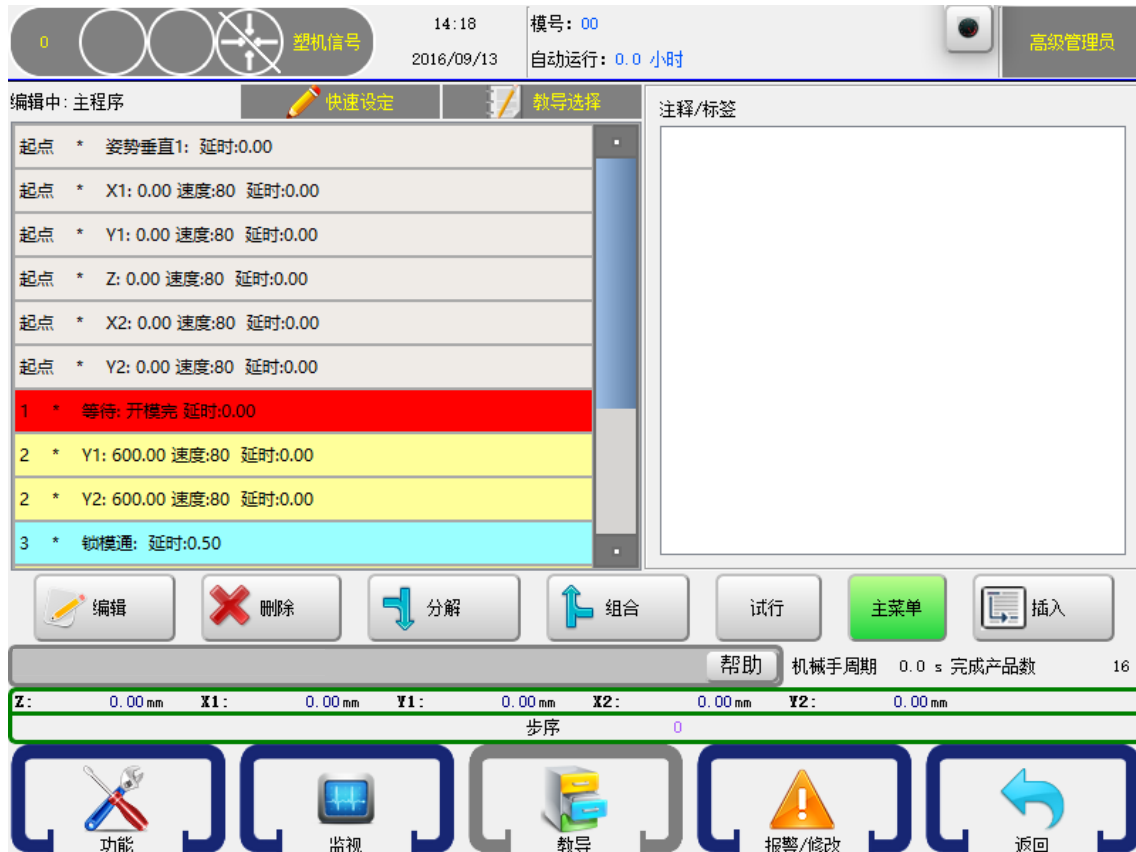 0 塑机信号
14:18
2016/09/13
模号: 00
自动运行: 0.0 小时
高级管理员
编辑中: 主程序
快速设定
教导选择
注释/标签
起点 * 姿势垂直1: 延时:0.00
起点 * X1: 0.00 速度:80 延时:0.00
起点 * Y1: 0.00 速度:80 延时:0.00
起点 * Z: 0.00 速度:80 延时:0.00
起点 * X2: 0.00 速度:80 延时:0.00
起点 * Y2: 0.00 速度:80 延时:0.00
1 * 等待: 开模完 延时:0.00
2 * Y1: 600.00 速度:80 延时:0.00
2 * Y2: 600.00 速度:80 延时:0.00
3 * 锁模通: 延时:0.50
编辑 删除 分解 组合 试行 主菜单 插入
帮助 机械手周期 0.0 s 完成产品数 16
Z: 0.00 mm X1: 0.00 mm Y1: 0.00 mm X2: 0.00 mm Y2: 0.00 mm
步序 0
功能 监视 教导 报警/修改 返回